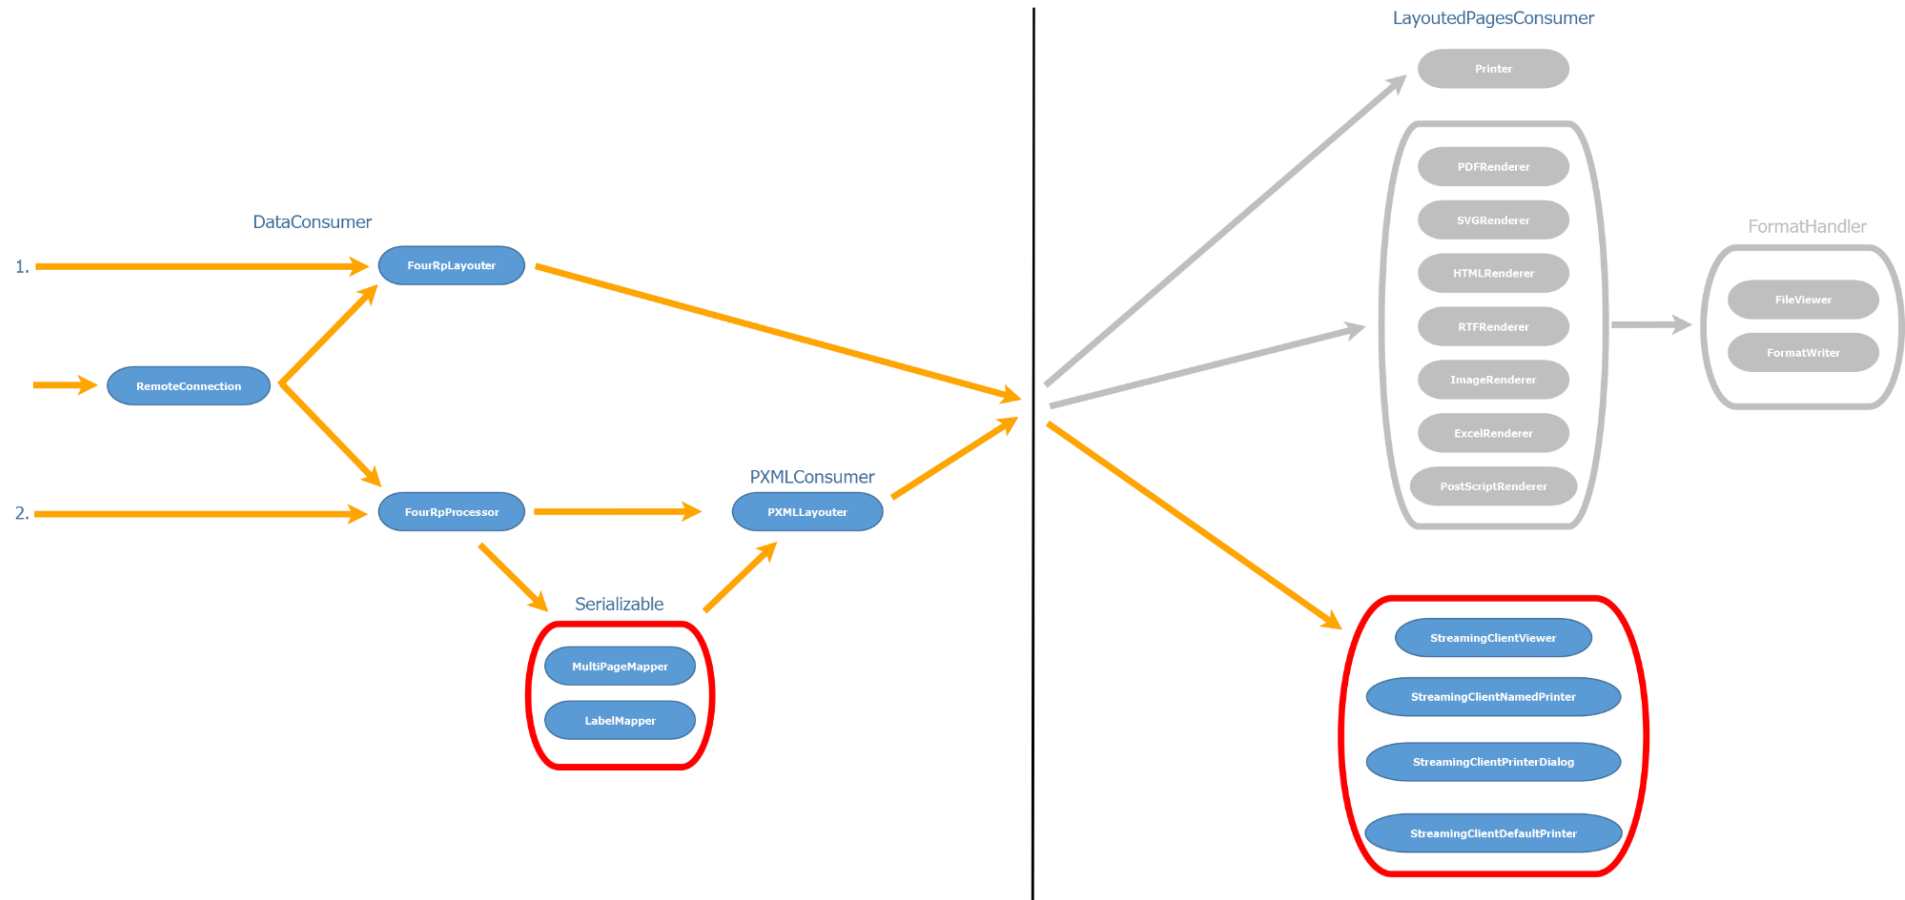 LayoutedPagesConsumer
Printer
PDFRenderer
SVGRenderer
HTMLRenderer
RTFRenderer
ImageRenderer
ExcelRenderer
PostScriptRenderer
FormatHandler
FileViewer
FormatWriter
DataConsumer
1.
FourRpLayouter
RemoteConnection
2.
FourRpProcessor
PXMLConsumer
PXMLLayouter
Serializable
MultiPageMapper
LabelMapper
StreamingClientViewer
StreamingClientNamedPrinter
StreamingClientPrinterDialog
StreamingClientDefaultPrinter